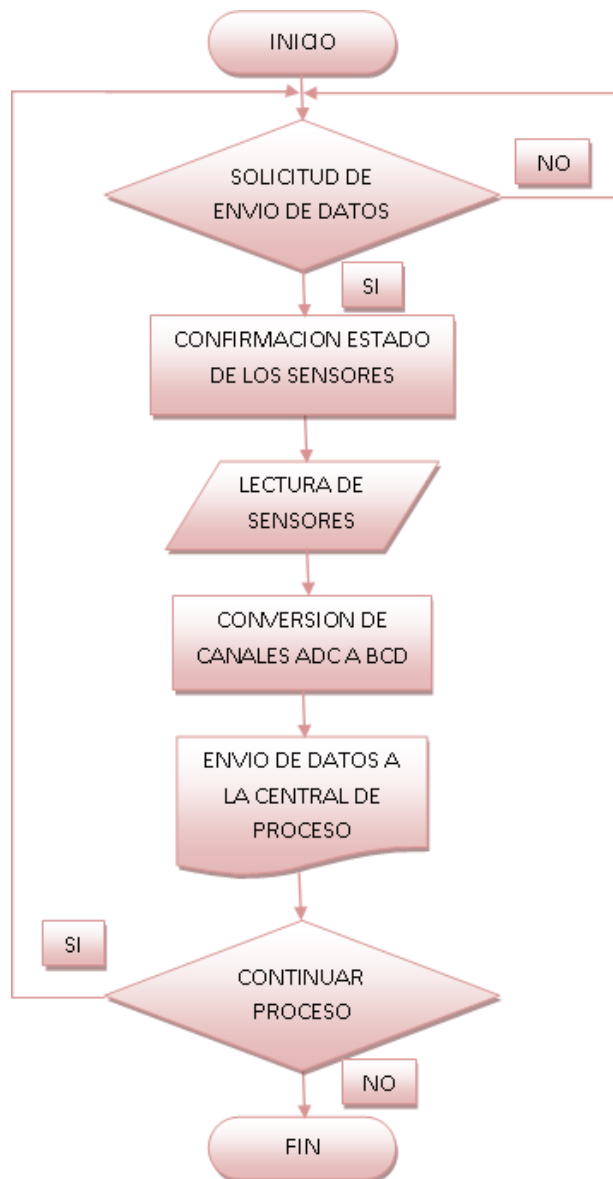 INICIO
SOLICITUD DE
ENVIO DE DATOS
NO
SI
CONFIRMACION ESTADO
DE LOS SENSORES
LECTURA DE
SENSORES
CONVERSION DE
CANALES ADC A BCD
ENVIO DE DATOS A
LA CENTRAL DE
PROCESO
SI
CONTINUAR
PROCESO
NO
FIN